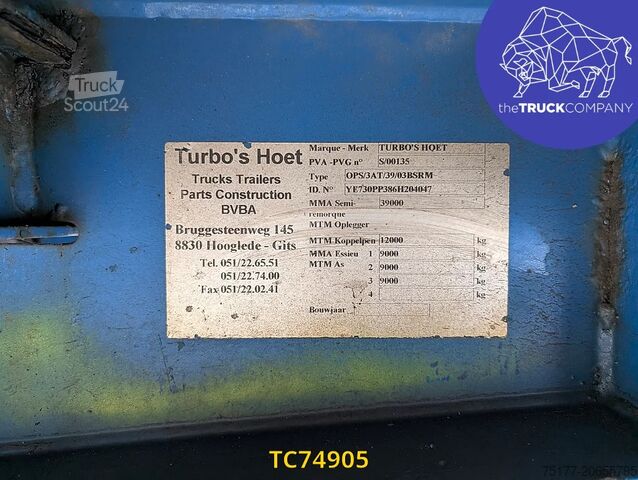 Truck
Scout24
theTRUCKCOMPANY
Turbo's Hoet
Trucks Trailers
Parts Construction
BVBA
Bruggesteenweg 145
8830 Hooglede - Gits
Tel. 051/22.65.51
051/22.74.00
Fax 051/22.02.41
Marque - Merk TURBO'S HOET
PVA -PVG n° S/00135
Type OPS/3AT/39/03BSRM
ID. N° YE730PP386H204047
MMA Semi- 39000
remorque
MTM Oplegger
MTM Koppelpen 12000 kg
MMA Essieu 1 9000 kg
MTM As 2 9000 kg
3 9000 kg
4 kg
Bouwjaar
TC74905
75177-20658795